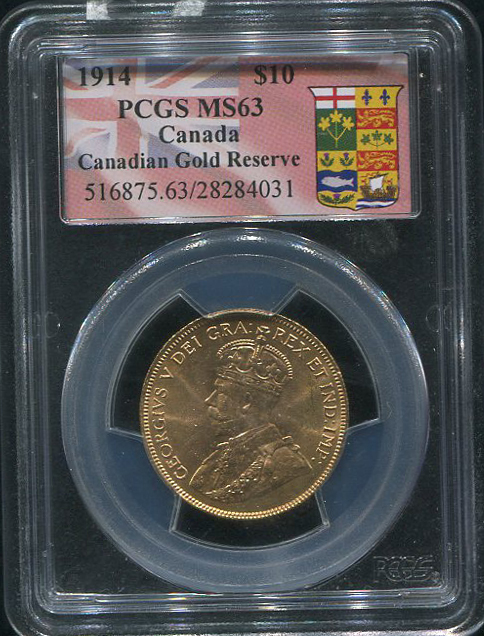 1914 $10
PCGS MS63
Canada
Canadian Gold Reserve
516875.63/28284031
GEORGIVS V DEI GRA: REX ET IND: IMP:
PCGS